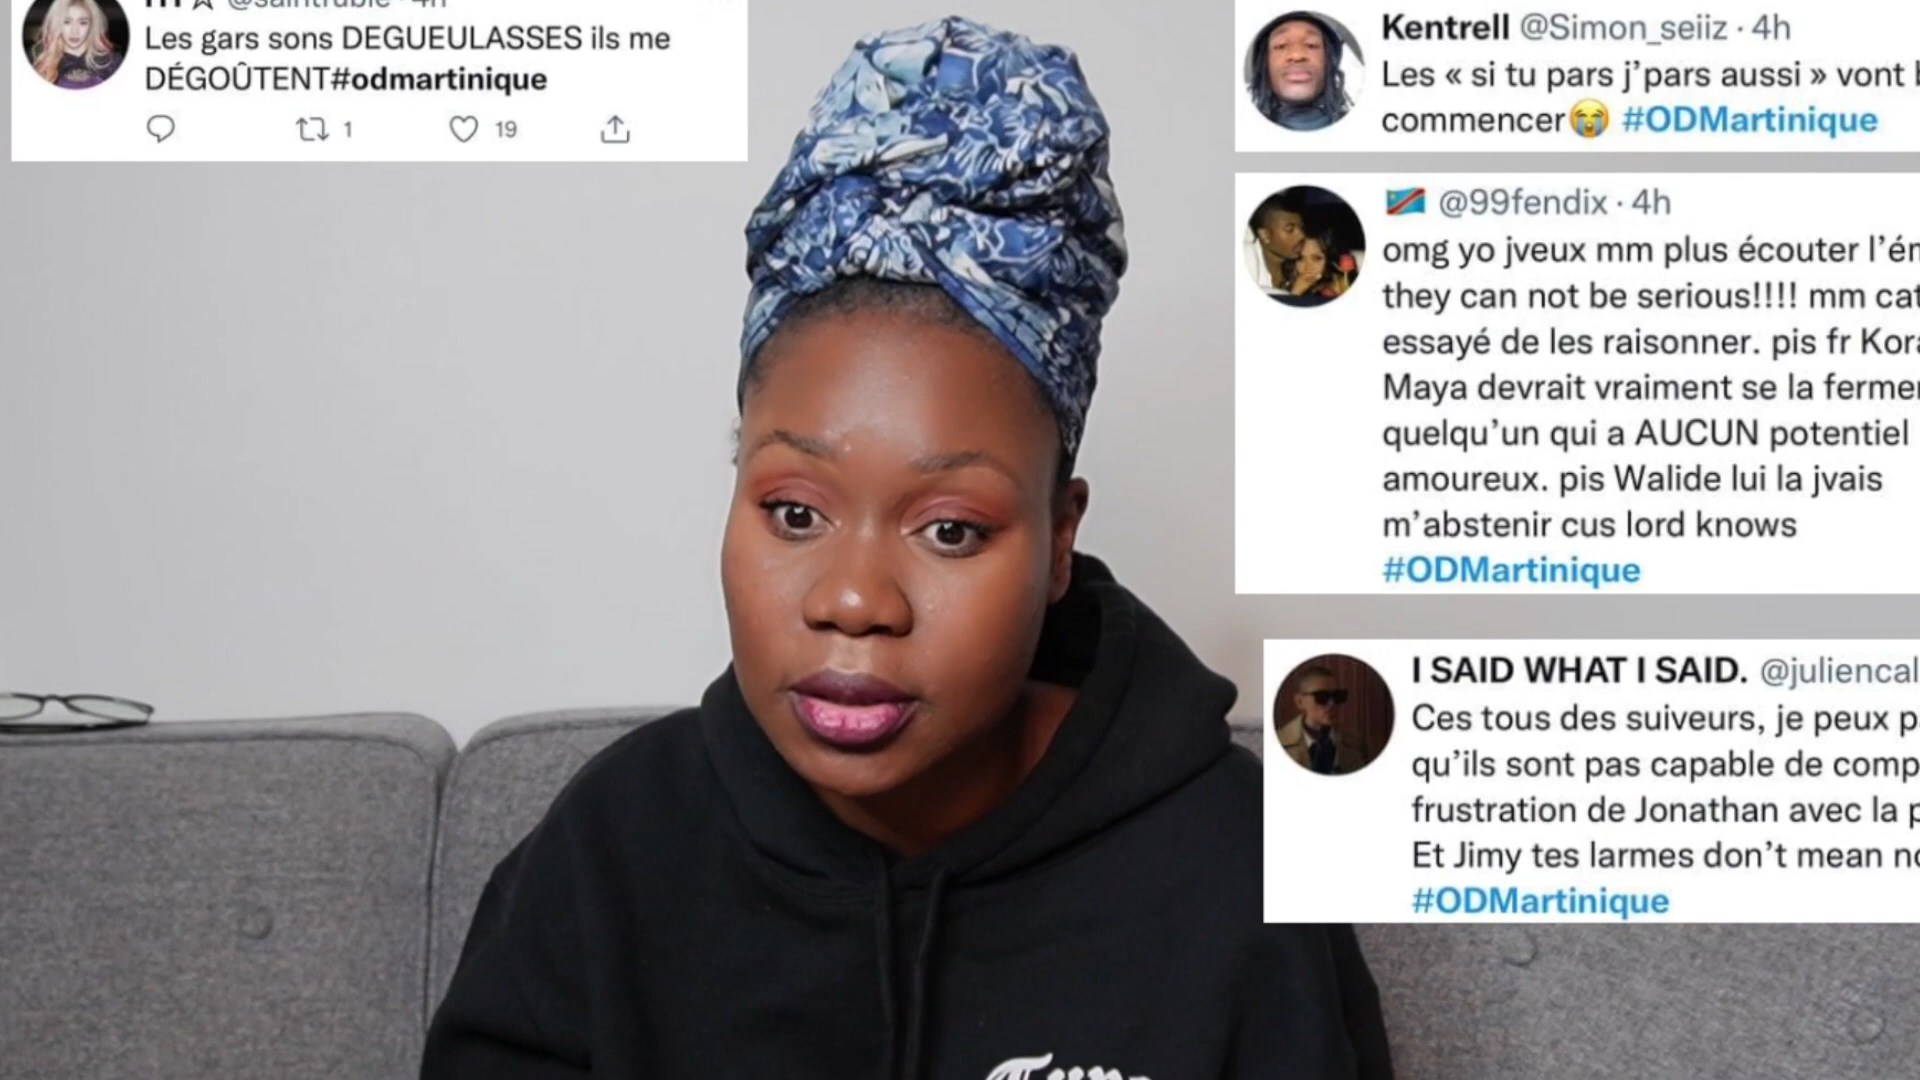 @saintrubie · 4h
Les gars sons DEGUEULASSES ils me
DÉGOÛTENT#odmartinique
1
19
Kentrell @Simon_seiiz · 4h
Les « si tu pars j’pars aussi » vont
commencer😭 #ODMartinique
🇨🇩 @99fendix · 4h
omg yo jveux mm plus écouter
they can not be serious!!!! mm
essayé de les raisonner. pis fr
Maya devrait vraiment se la
quelqu’un qui a AUCUN potentiel
amoureux. pis Walide lui la jvais
m’abstenir cus lord knows
#ODMartinique
I SAID WHAT I SAID. @juliencal
Ces tous des suiveurs, je peux
qu’ils sont pas capable de
frustration de Jonathan avec la
Et Jimy tes larmes don’t mean
#ODMartinique